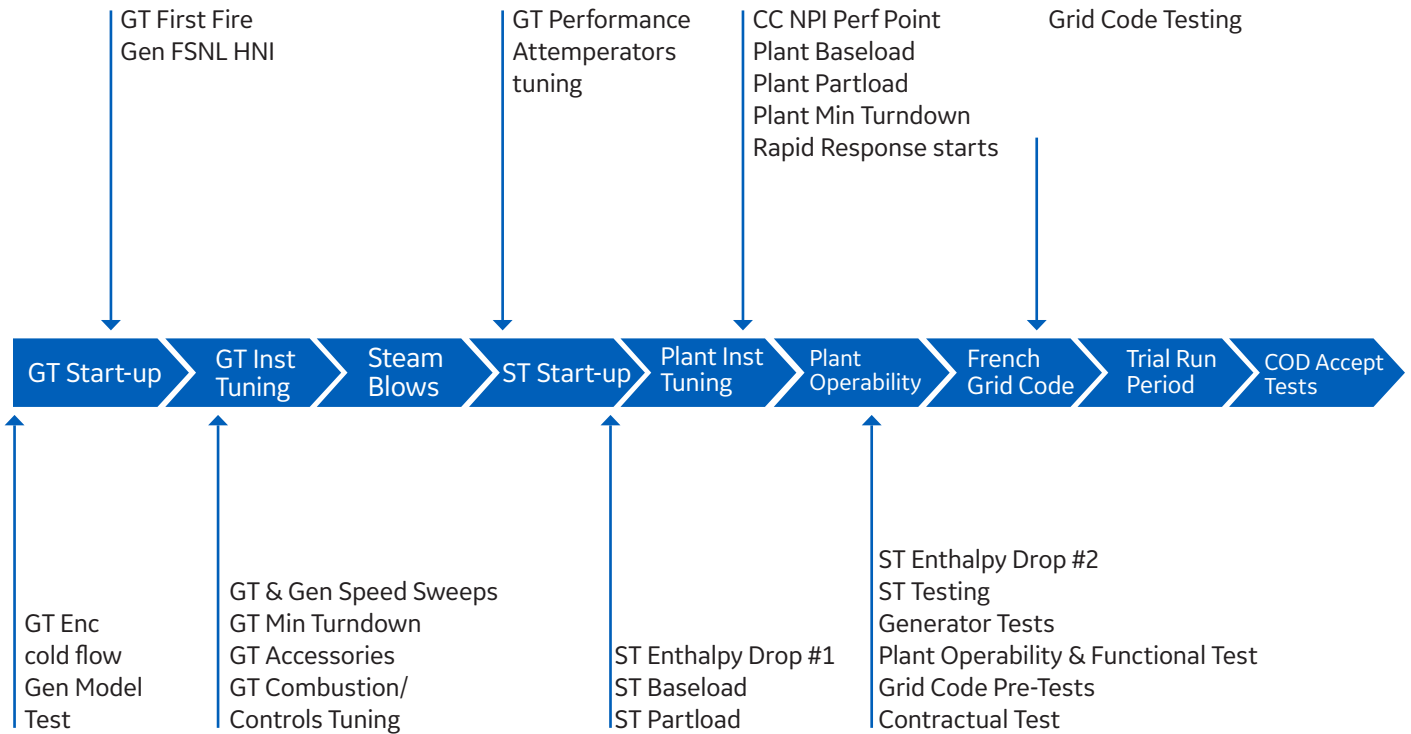 GT First Fire
Gen FSNL HNI
GT Performance
Attemperators
tuning
CC NPI Perf Point
Plant Baseload
Plant Partload
Plant Min Turndown
Rapid Response starts
Grid Code Testing
GT Start-up
GT Inst
Tuning
Steam
Blows
ST Start-up
Plant Inst
Tuning
Plant
Operability
French
Grid Code
Trial Run
Period
COD Accept
Tests
GT Enc
cold flow
Gen Model
Test
GT & Gen Speed Sweeps
GT Min Turndown
GT Accessories
GT Combustion/
Controls Tuning
ST Enthalpy Drop #1
ST Baseload
ST Partload
ST Enthalpy Drop #2
ST Testing
Generator Tests
Plant Operability & Functional Test
Grid Code Pre-Tests
Contractual Test